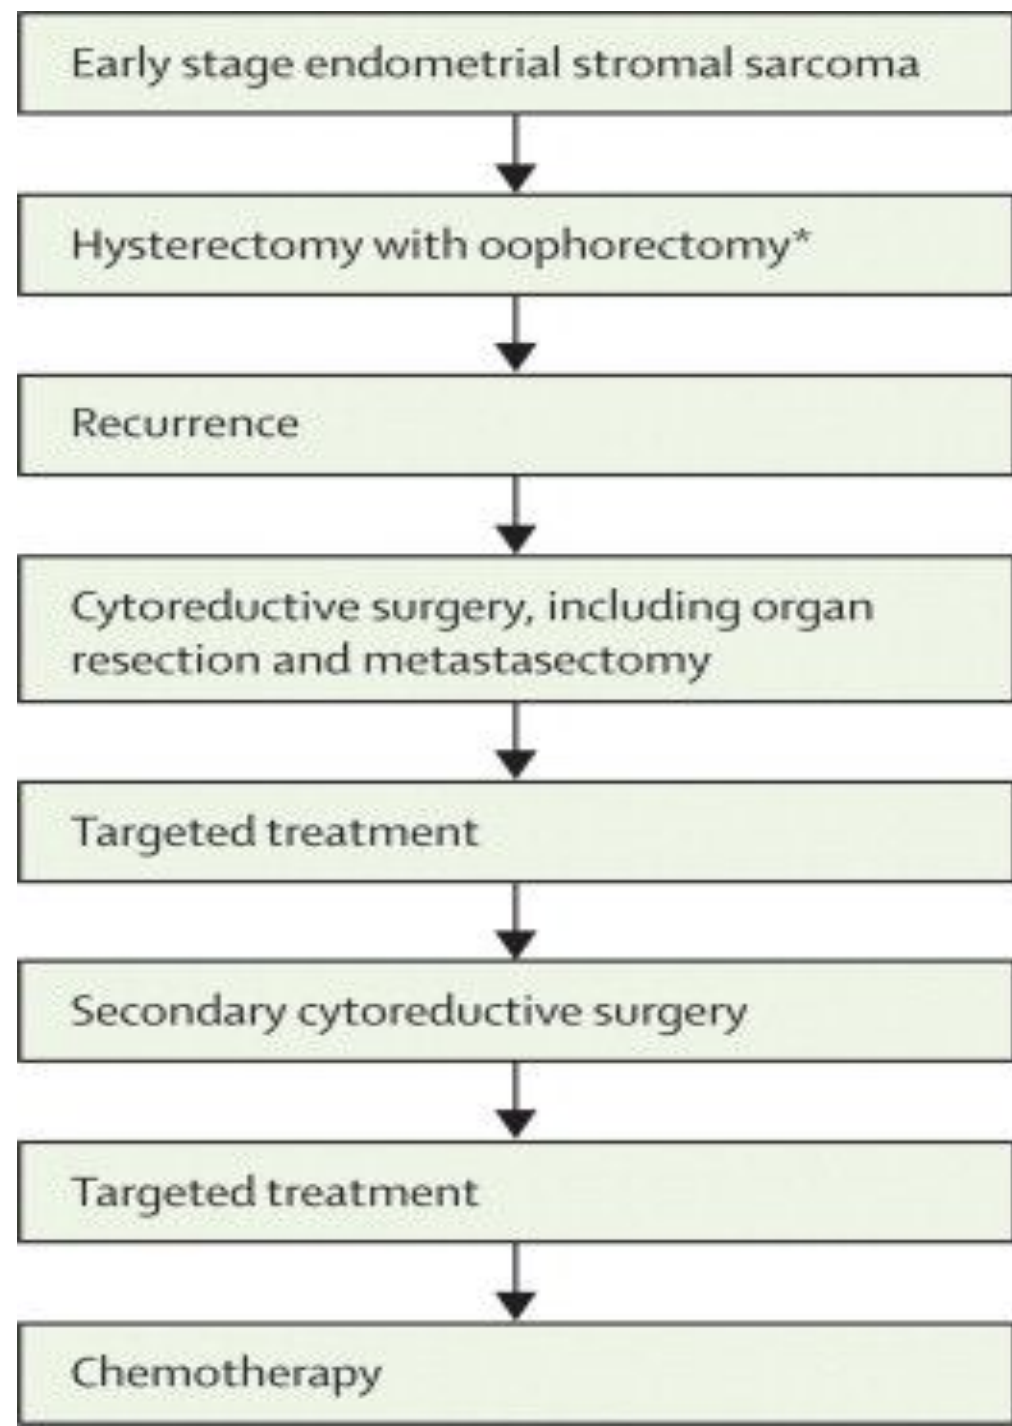 Early stage endometrial stromal sarcoma
Hysterectomy with oophorectomy*
Recurrence
Cytoreductive surgery, including organ
resection and metastasectomy
Targeted treatment
Secondary cytoreductive surgery
Targeted treatment
Chemotherapy